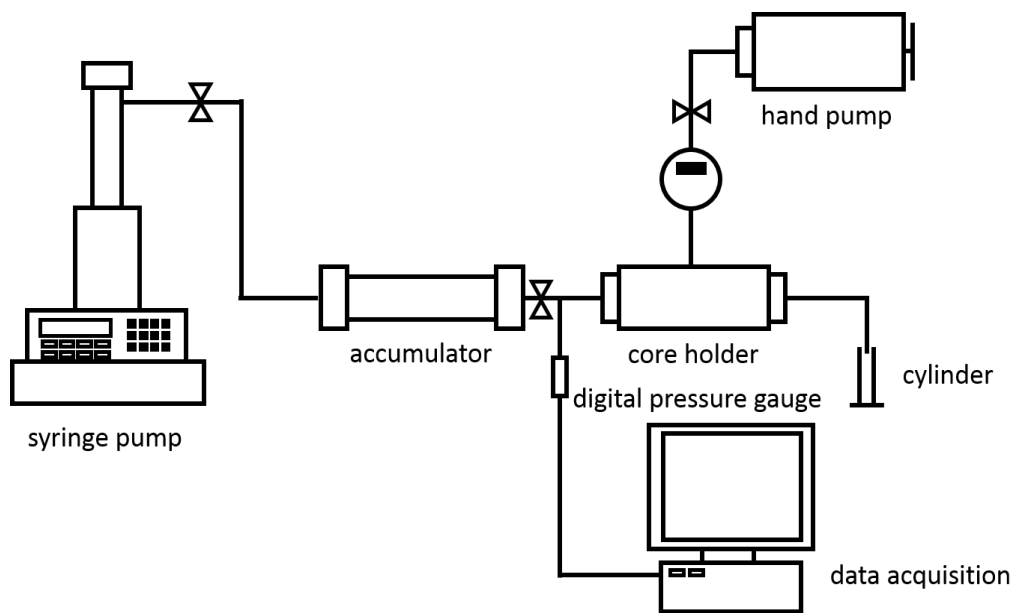 hand pump
accumulator
core holder
cylinder
digital pressure gauge
syringe pump
data acquisition